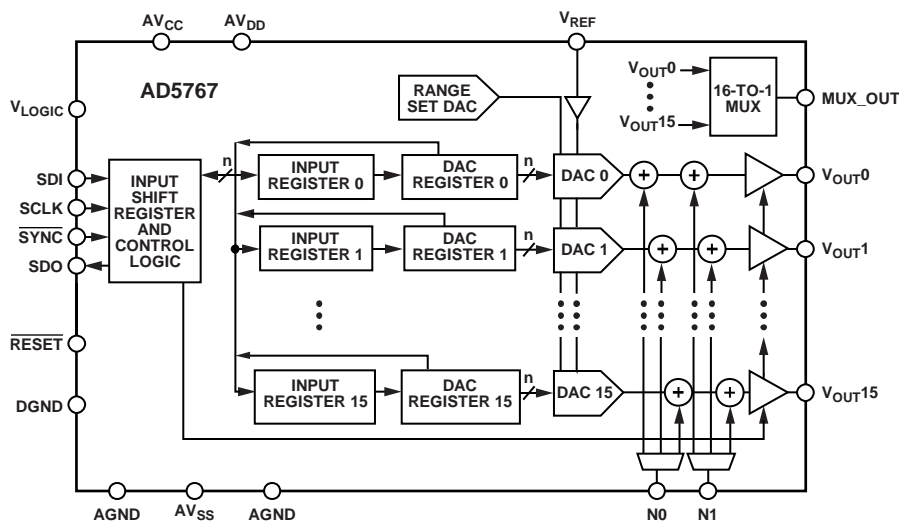 AVCC AVDD VREF
AD5767
VLOGIC
RANGE
SET DAC
VOUT0
VOUT15
16-TO-1
MUX
MUX_OUT
SDI
SCLK
SYNC
SDO
INPUT
SHIFT
REGISTER
AND
CONTROL
LOGIC
n
INPUT
REGISTER 0
DAC
REGISTER 0
n
DAC 0
+ +
VOUT0
INPUT
REGISTER 1
DAC
REGISTER 1
n
DAC 1
+ +
VOUT1
RESET
DGND
INPUT
REGISTER 15
DAC
REGISTER 15
n
DAC 15
+ +
VOUT15
AGND AVSS AGND N0 N1